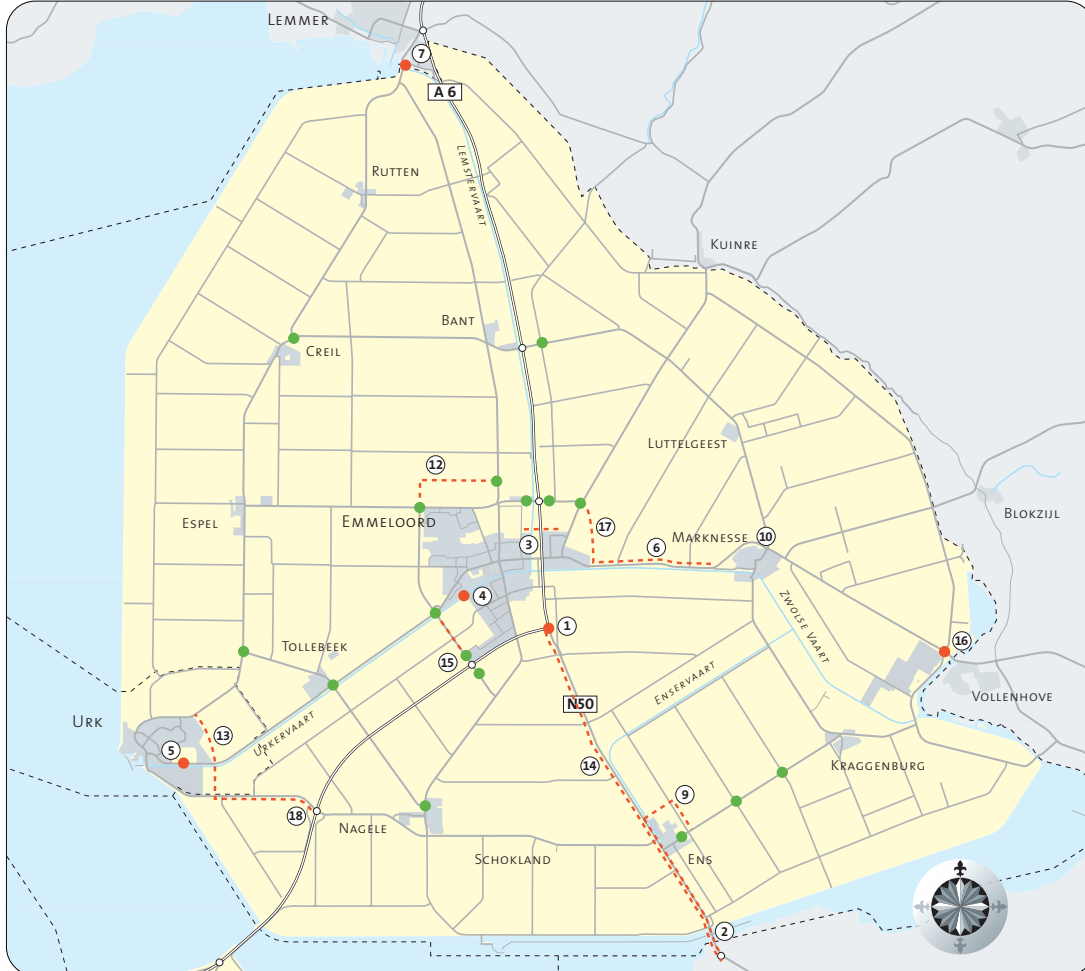 LEMMER
7
A 6
LEMSTERVAART
RUTTEN
KUINRE
BANT
CREIL
LUTTELGEEST
12
BLOKZIJL
ESPEL
EMMELOORD
17
3
6
MARKNESSE
10
4
ZWOLSE VAART
1
16
TOLLEBEEK
15
ENSERVAART
VOLLENHOVE
N50
URK
13
URKERVAART
5
14
KRAGGENBURG
9
18
NAGELE
SCHOKLAND
ENS
2